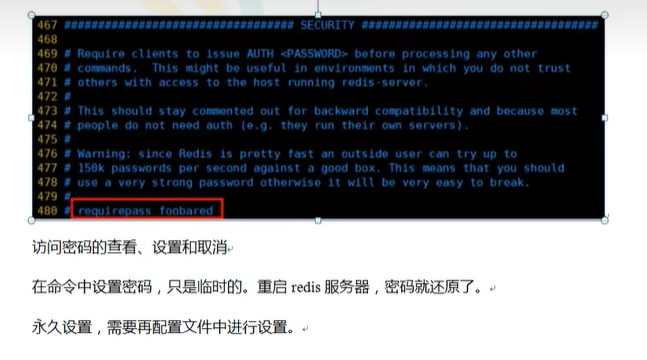 467 ################################ SECURITY ###################################
468
469 # Require clients to issue AUTH <PASSWORD> before processing any other
470 # commands.  This might be useful in environments in which you do not trust
471 # others with access to the host running redis-server.
472 #
473 # This should stay commented out for backward compatibility and because most
474 # people do not need auth (e.g. they run their own servers).
475 #
476 # Warning: since Redis is pretty fast an outside user can try up to
477 # 150k passwords per second against a good box. This means that you should
478 # use a very strong password otherwise it will be very easy to break.
479 #
480 # requirepass foobared
访问密码的查看、设置和取消
在命令中设置密码，只是临时的。重启 redis 服务器，密码就还原了。
永久设置，需要再配置文件中进行设置。